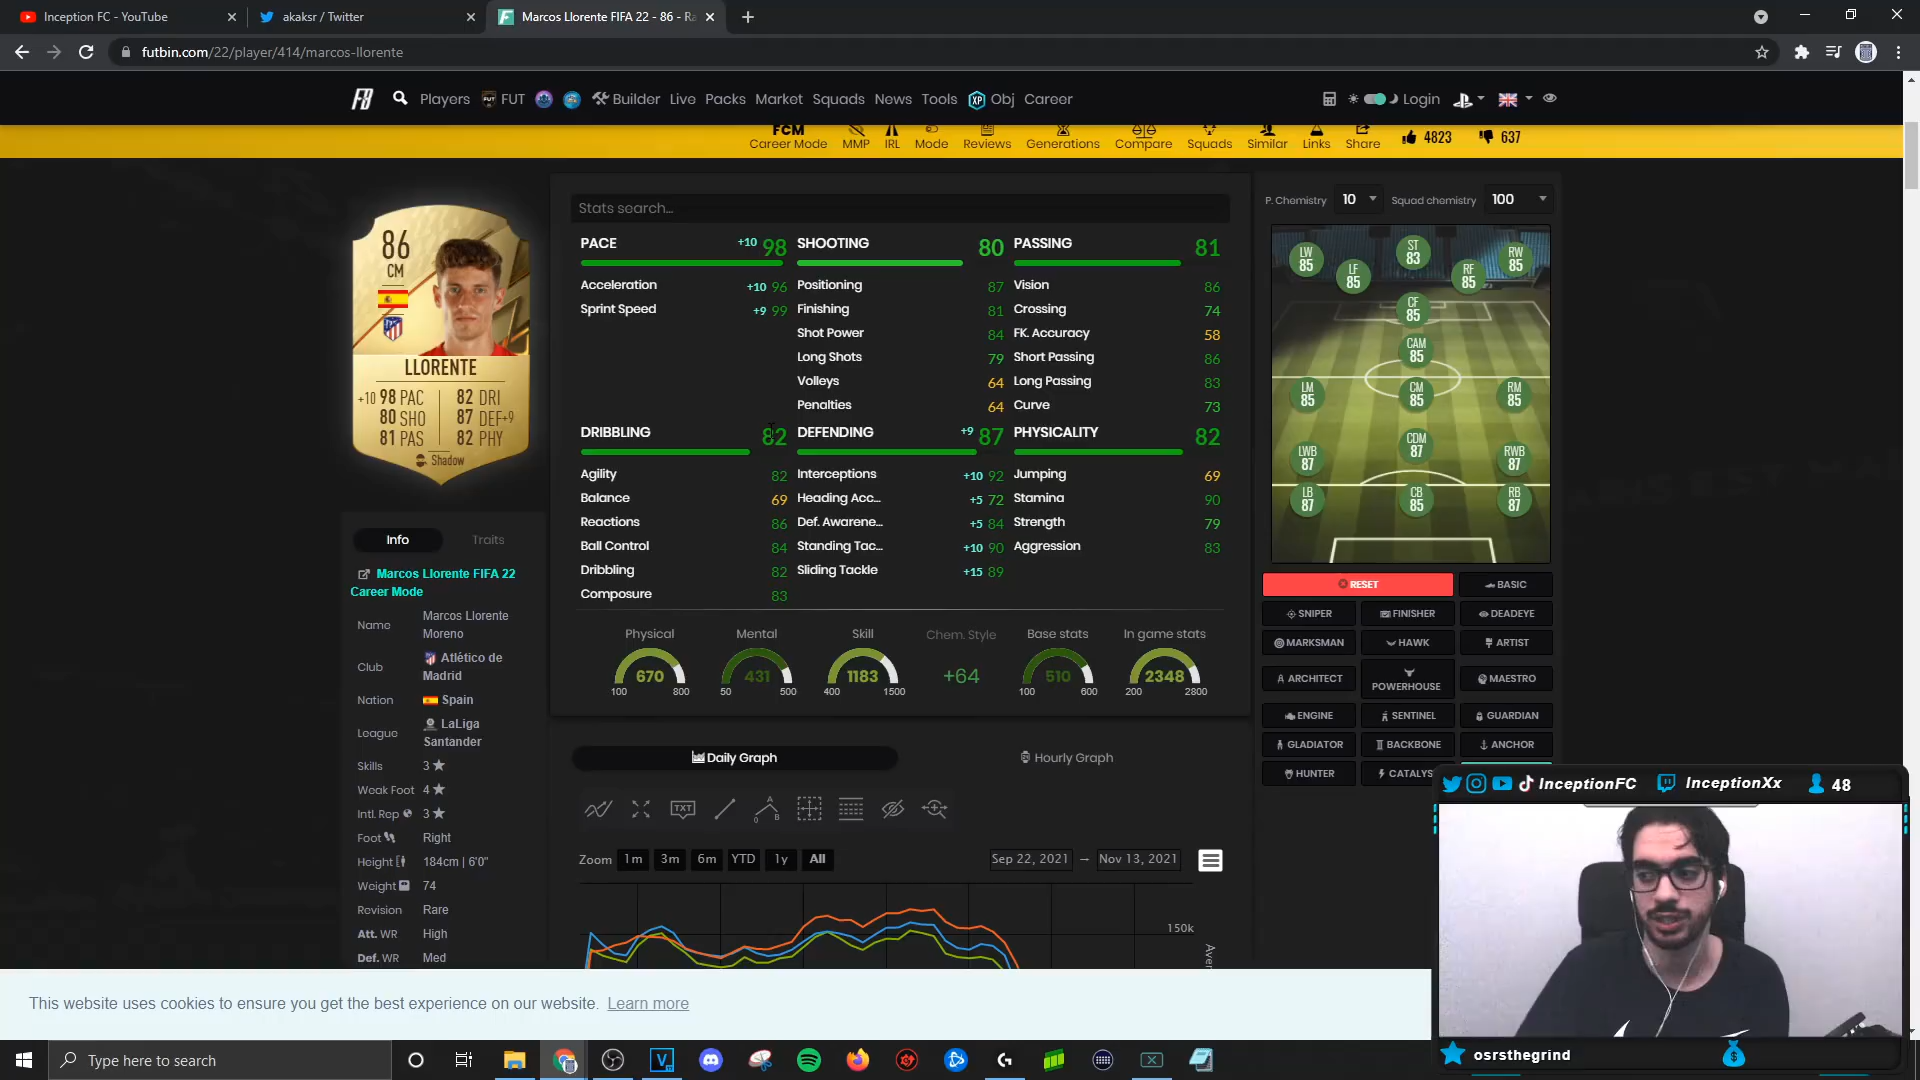 Inception FC - YouTube
akaksr / Twitter
Marcos Llorente FIFA 22 - 86 - Ra
futbin.com/22/player/414/marcos-llorente
Players FUT Builder Live Packs Market Squads News Tools XP Obj Career Login
FCM
Career Mode MMP IRL Mode Reviews Generations Compare Squads Similar Links Share 4823 637
Stats search...
P. Chemistry 10 Squad chemistry 100
86
CM
LLORENTE
+10 98 PAC 82 DRI
80 SHO 87 DEF+9
81 PAS 82 PHY
Shadow
PACE +10 98
Acceleration +10 96
Sprint Speed +9 99
SHOOTING 80
Positioning 87
Finishing 81
Shot Power 84
Long Shots 79
Volleys 64
Penalties 64
PASSING 81
Vision 86
Crossing 74
FK. Accuracy 58
Short Passing 86
Long Passing 83
Curve 73
DRIBBLING 82
Agility 82
Balance 69
Reactions 86
Ball Control 84
Dribbling 82
Composure 83
DEFENDING +9 87
Interceptions +10 92
Heading Acc... +5 72
Def. Awarene... +5 84
Standing Tac... +10 90
Sliding Tackle +15 89
PHYSICALITY 82
Jumping 69
Stamina 90
Strength 79
Aggression 83
Physical Mental Skill Chem. Style Base stats In game stats
670 431 1183 +64 510 2348
100 800 50 500 400 1500 100 600 200 2800
LW 85
ST 83
RW 85
LF 85
RF 85
CF 85
CAM 85
LM 85
CM 85
RM 85
LWB 87
CDM 87
RWB 87
LB 87
CB 85
RB 87
RESET BASIC
SNIPER FINISHER DEADEYE
MARKSMAN HAWK ARTIST
ARCHITECT POWERHOUSE MAESTRO
ENGINE SENTINEL GUARDIAN
GLADIATOR BACKBONE ANCHOR
HUNTER CATALYS
Info Traits
Marcos Llorente FIFA 22
Career Mode
Name Marcos Llorente
Moreno
Club Atlético de
Madrid
Nation Spain
League LaLiga
Santander
Skills 3
Weak Foot 4
Intl. Rep 3
Foot Right
Height 184cm | 6'0"
Weight 74
Revision Rare
Att. WR High
Def. WR Med
Daily Graph Hourly Graph
TXT
Zoom 1m 3m 6m YTD 1y All Sep 22, 2021 → Nov 13, 2021
150k
Aver
InceptionFC InceptionXx 48
This website uses cookies to ensure you get the best experience on our website. Learn more
osrsthegrind
Type here to search